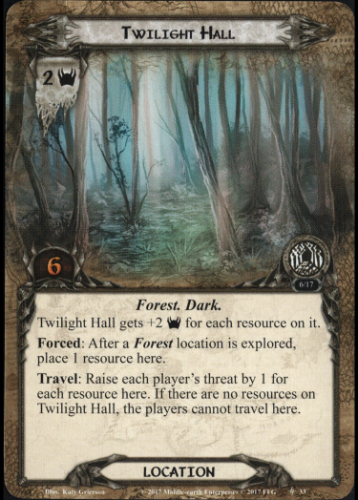 TWILIGHT HALL
2
6
6/17
Forest. Dark.
Twilight Hall gets +2 for each resource on it.
Forced: After a Forest location is explored,
place 1 resource here.
Travel: Raise each player's threat by 1 for
each resource here. If there are no resources on
Twilight Hall, the players cannot travel here.
LOCATION
© 2017 Middle-earth Enterprises © 2017 FFG